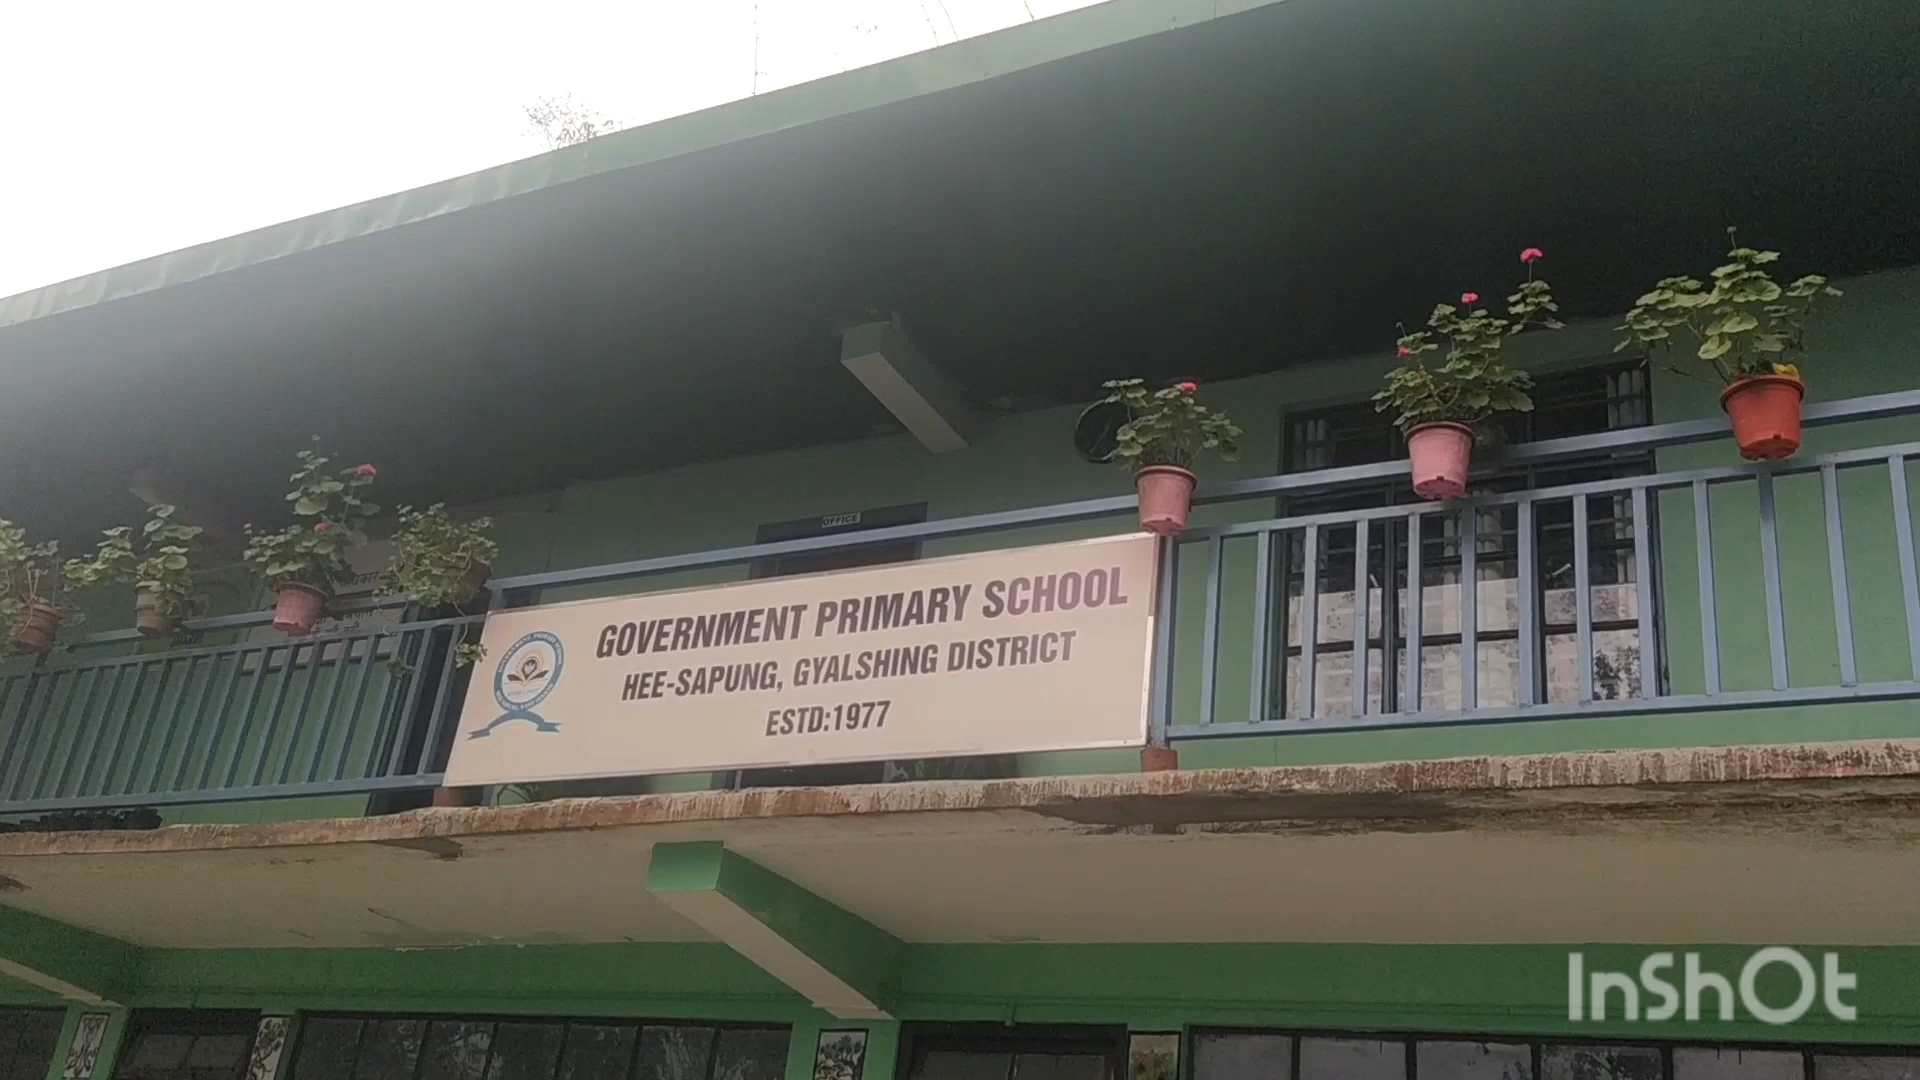 OFFICE
GOVERNMENT PRIMARY SCHOOL
HEE-SAPUNG, GYALSHING DISTRICT
ESTD:1977
InShOt